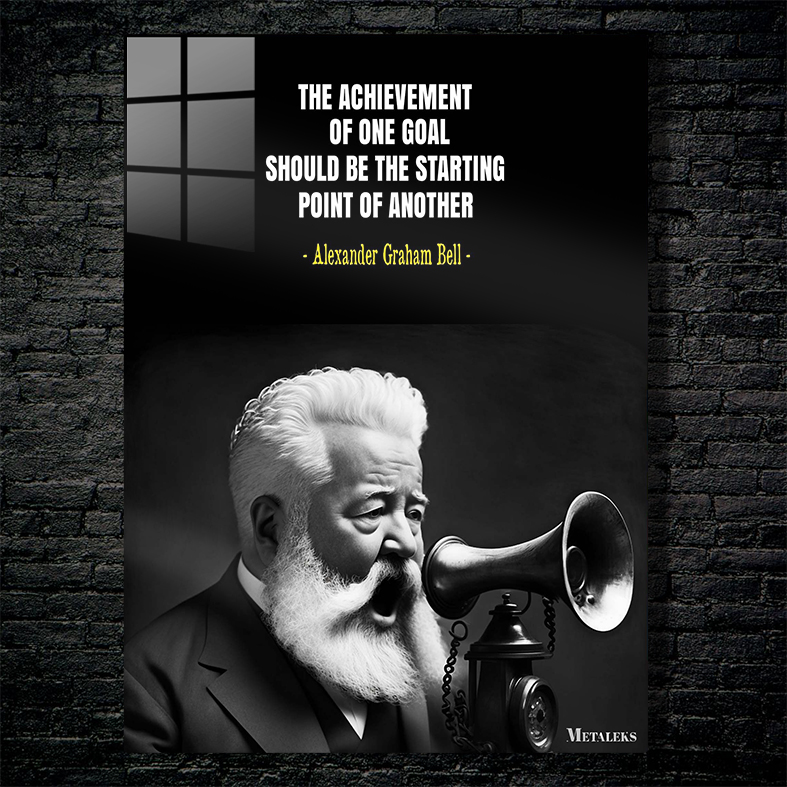 THE ACHIEVEMENT
OF ONE GOAL
SHOULD BE THE STARTING
POINT OF ANOTHER
- Alexander Graham Bell -
METALEKS